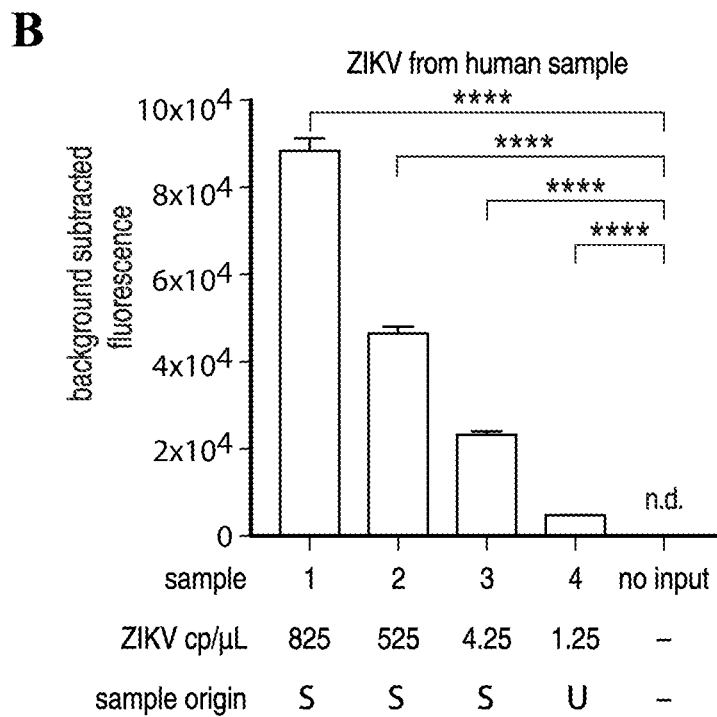 B
ZIKV from human sample
10x10⁴
8x10⁴
6x10⁴
4x10⁴
2x10⁴
0
background subtracted
fluorescence
****
****
****
****
n.d.
sample 1 2 3 4 no input
ZIKV cp/µL 825 525 4.25 1.25 –
sample origin S S S U –